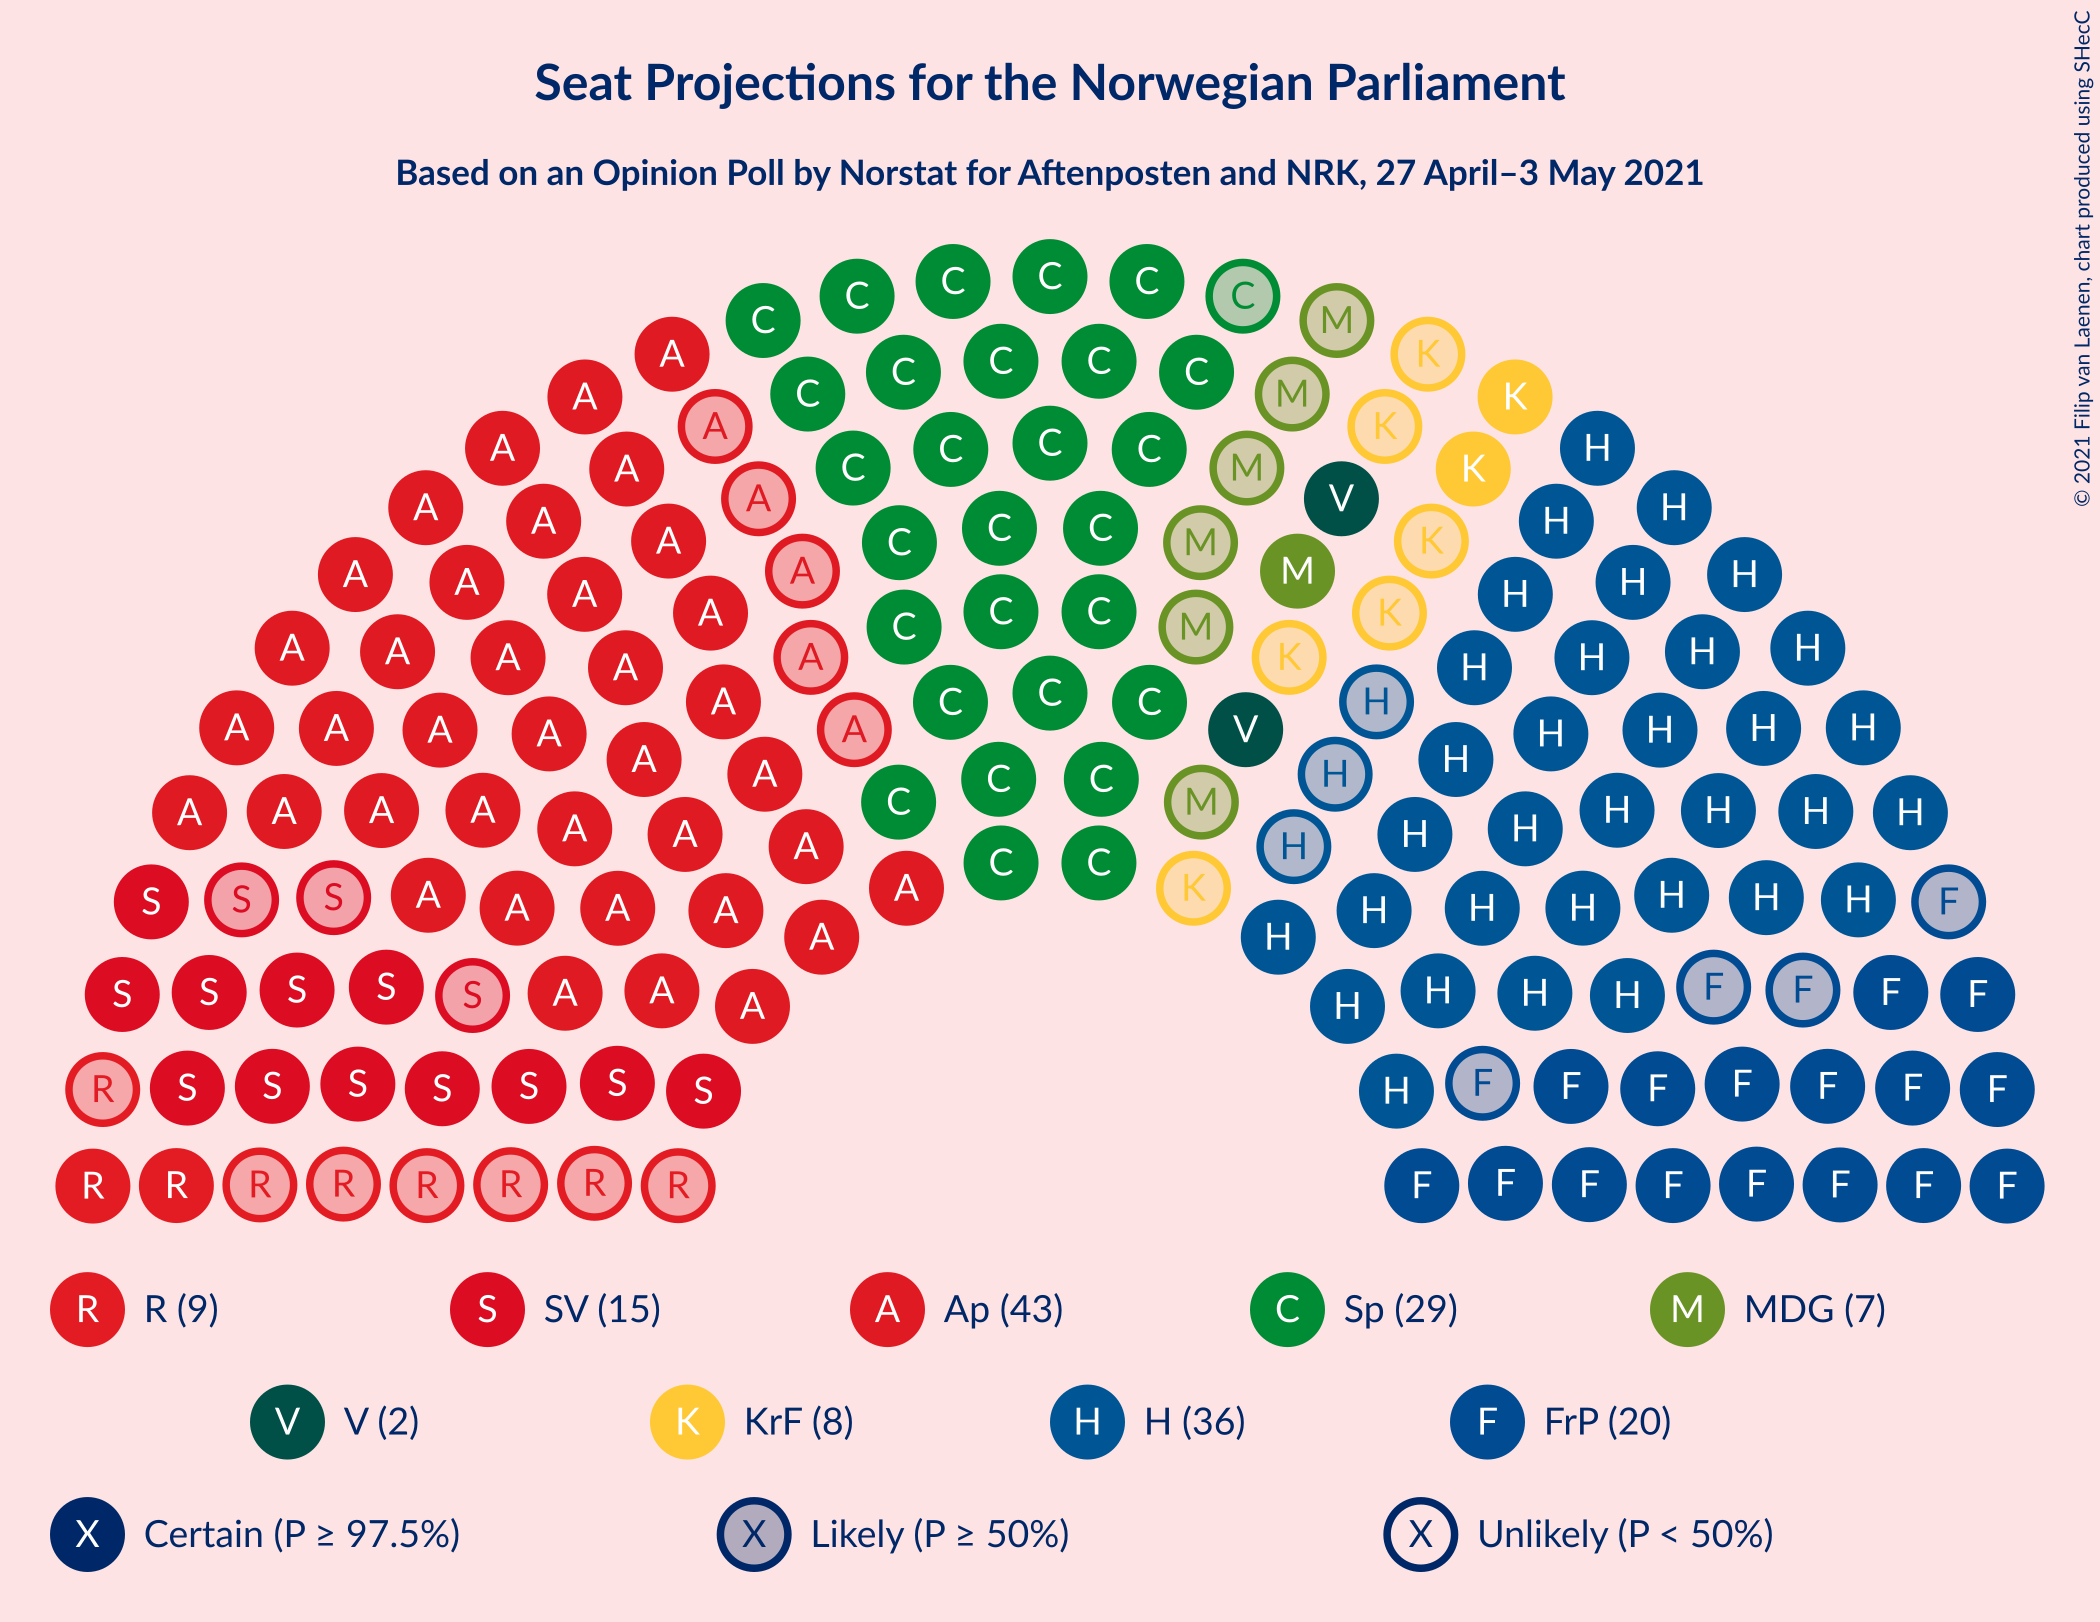 Seat Projections for the Norwegian Parliament
Based on an Opinion Poll by Norstat for Aftenposten and NRK, 27 April–3 May 2021
© 2021 Filip van Laenen, chart produced using SHecC
C C C C C C M
A C C C C C M K
A A C C C C M K K
A A A C C C M V K H
A A A A C C C M M K H H
A A A A A C C C V K K H H H
A A A A A A C C C M H H H H H
A A A A A A A C C K H H H H H H
A A A A A A A A H H H H H H H
S S S A A A A A A H H H H H H H F
S S S S S A A A H H H H F F F F
R S S S S S S S H F F F F F F F
R R R R R R R R F F F F F F F F
R R (9) S SV (15) A Ap (43) C Sp (29) M MDG (7)
V V (2) K KrF (8) H H (36) F FrP (20)
X Certain (P ≥ 97.5%) X Likely (P ≥ 50%) X Unlikely (P < 50%)